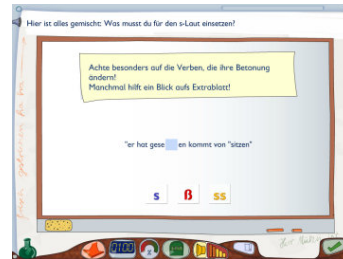 Hier ist alles gemischt: Was musst du für den s-Laut einsetzen?
Achte besonders auf die Verben, die ihre Betonung
ändern!
Manchmal hilft ein Blick aufs Extrablatt!
"er hat gese en kommt von "sitzen"
s ß ss